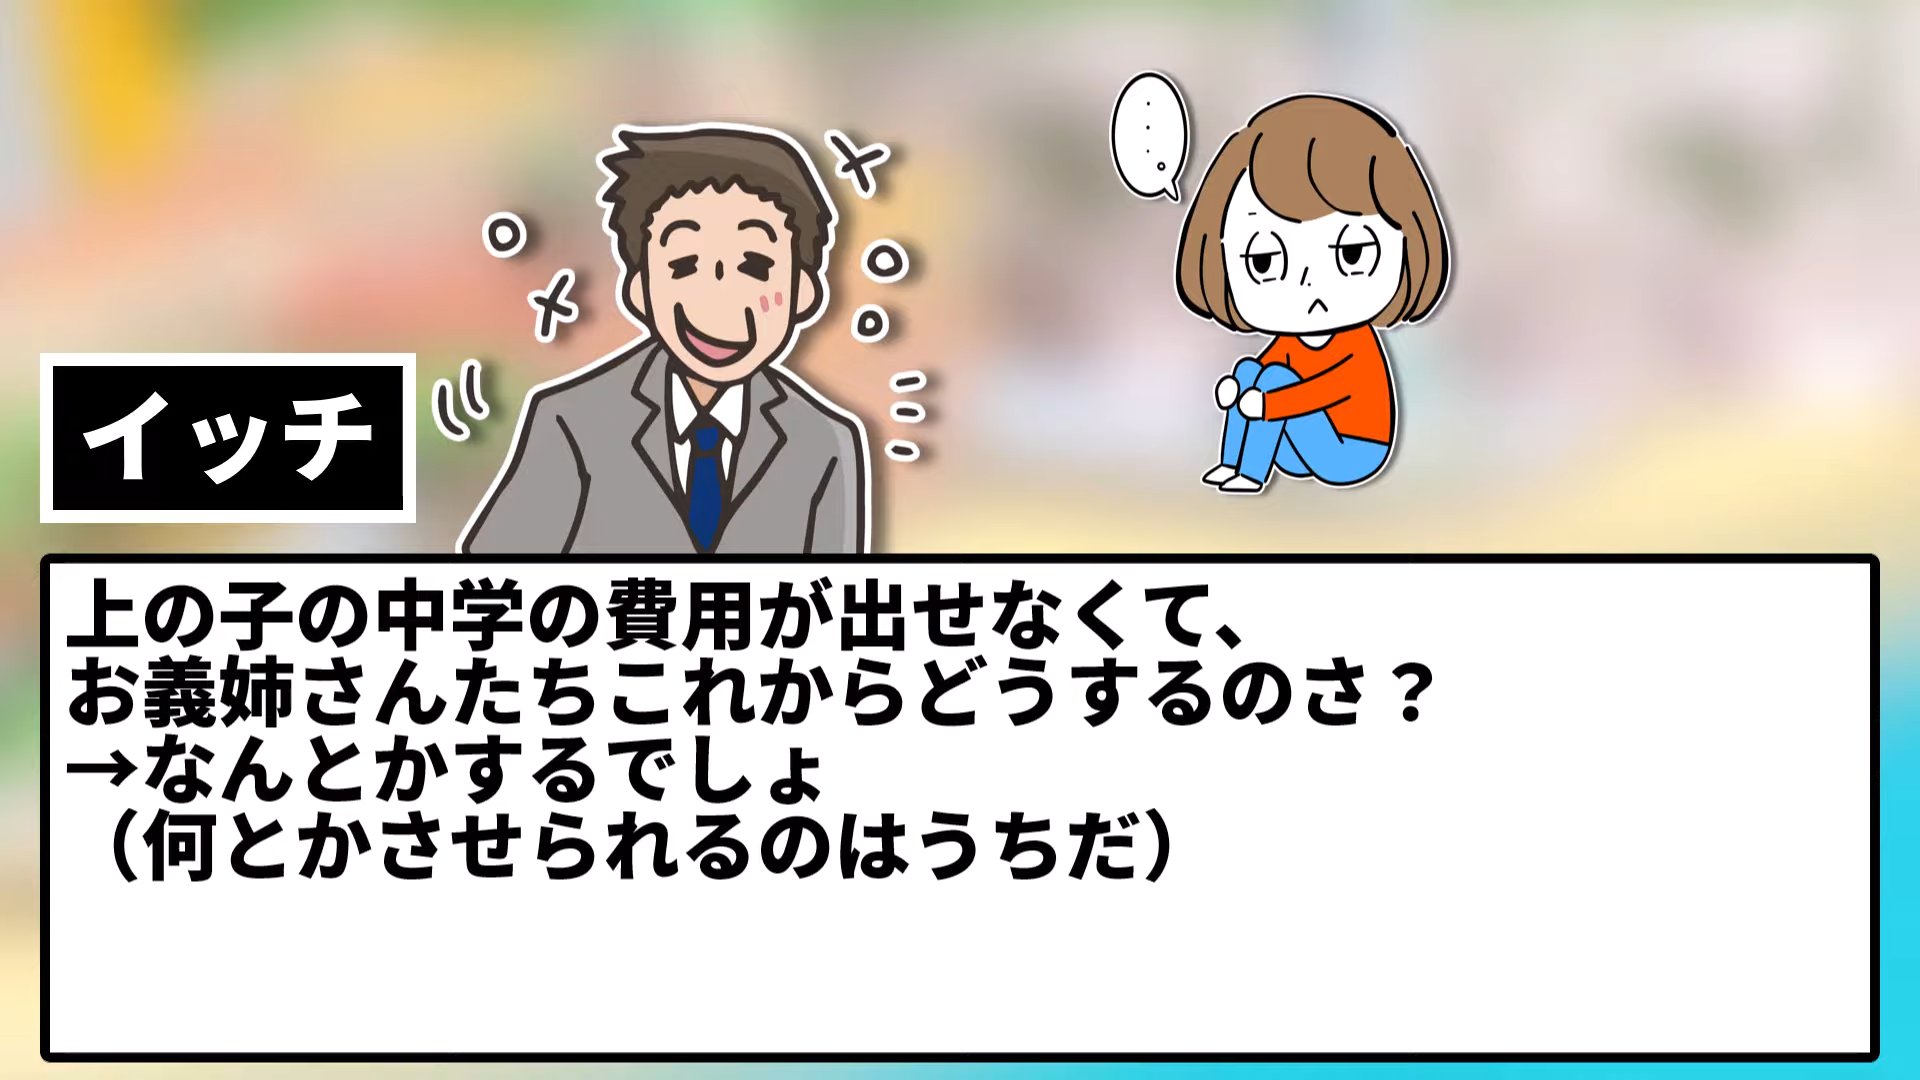 イッチ
上の子の中学の費用が出せなくて、
お義姉さんたちこれからどうするのさ？
→なんとかするでしょ
（何とかさせられるのはうちだ）